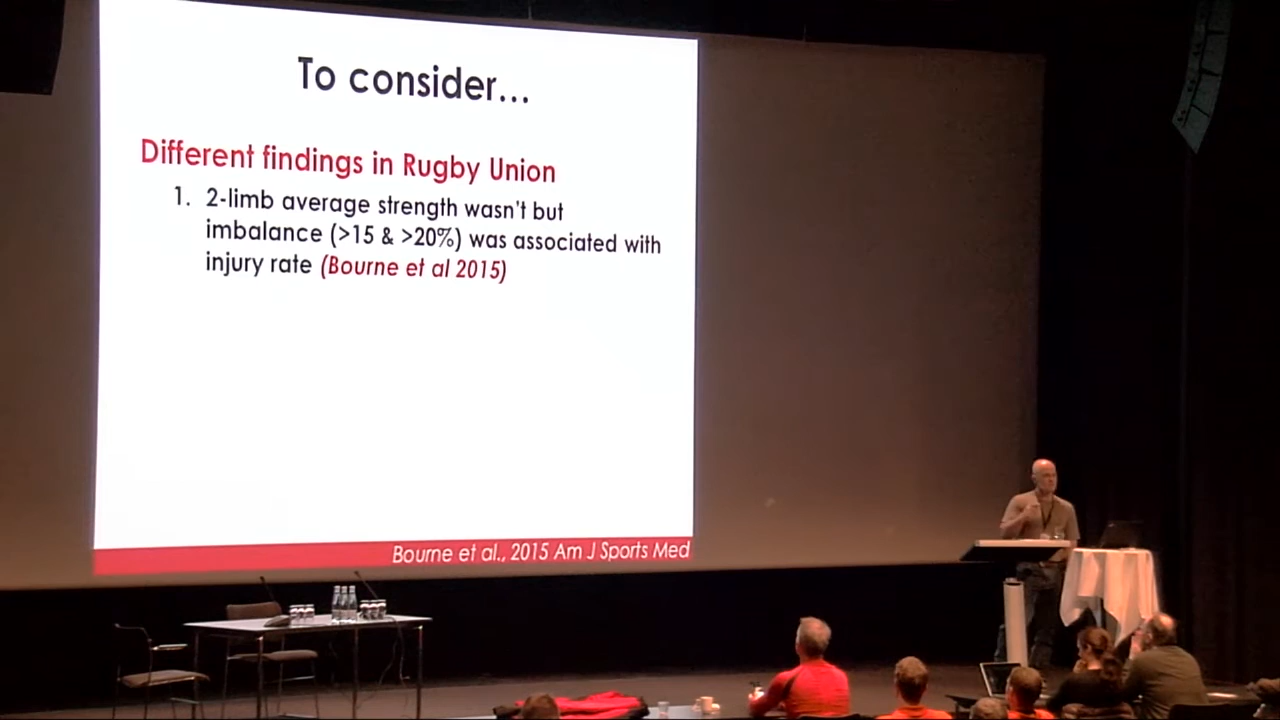 To consider...
Different findings in Rugby Union
1. 2-limb average strength wasn't but
imbalance (>15 & >20%) was associated with
injury rate (Bourne et al 2015)
Bourne et al., 2015 Am J Sports Med